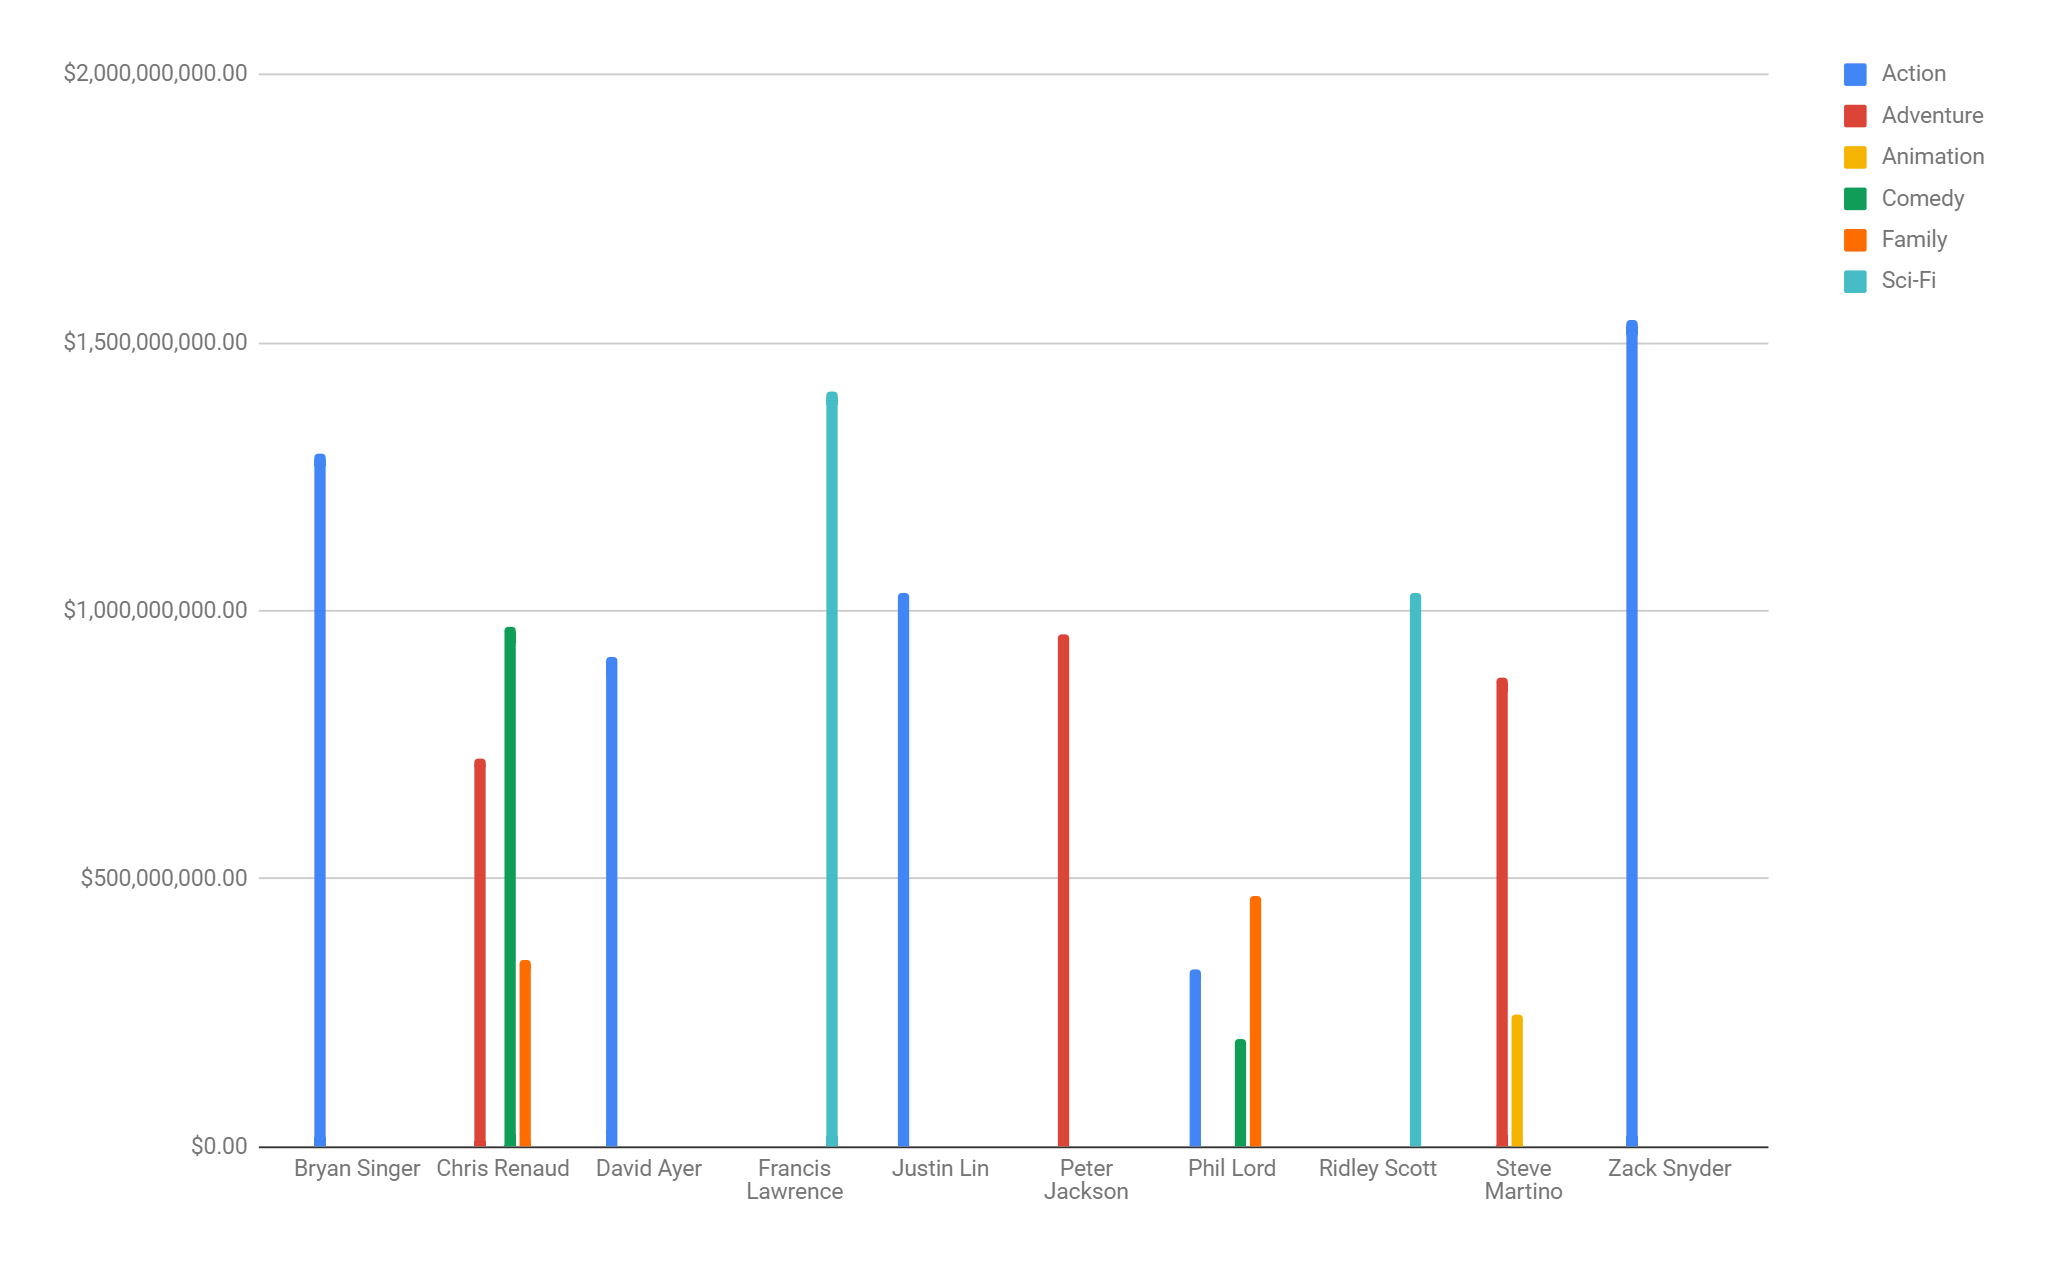 $2,000,000,000.00
$1,500,000,000.00
$1,000,000,000.00
$500,000,000.00
$0.00
Bryan Singer
Chris Renaud
David Ayer
Francis
Lawrence
Justin Lin
Peter
Jackson
Phil Lord
Ridley Scott
Steve
Martino
Zack Snyder
Action
Adventure
Animation
Comedy
Family
Sci-Fi